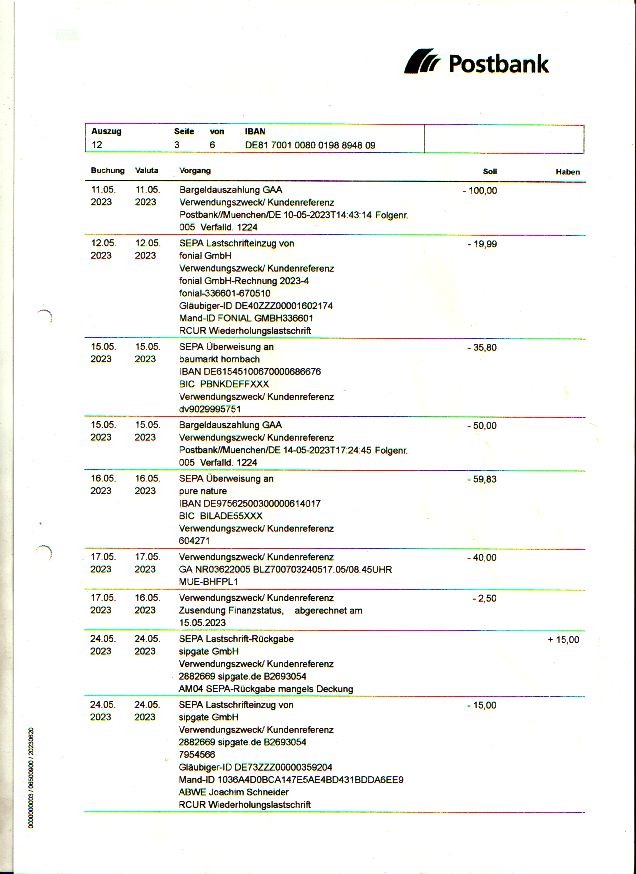 Postbank
Auszug Seite von IBAN
12 3 6 DE81 7001 0080 0198 8948 09
Buchung Valuta Vorgang Soll Haben
11.05. 11.05. Bargeldauszahlung GAA - 100,00
2023 2023 Verwendungszweck/ Kundenreferenz
Postbank//Muenchen/DE 10-05-2023T14:43:14 Folgenr.
005 Verfalld. 1224
12.05. 12.05. SEPA Lastschrifteinzug von - 19,99
2023 2023 fonial GmbH
Verwendungszweck/ Kundenreferenz
fonial GmbH-Rechnung 2023-4
fonial-336601-670510
Gläubiger-ID DE40ZZZ00001602174
Mand-ID FONIAL GMBH336601
RCUR Wiederholungslastschrift
15.05. 15.05. SEPA Überweisung an - 35,80
2023 2023 baumarkt hornbach
IBAN DE61545100670000686676
BIC PBNKDEFFXXX
Verwendungszweck/ Kundenreferenz
dv9029995751
15.05. 15.05. Bargeldauszahlung GAA - 50,00
2023 2023 Verwendungszweck/ Kundenreferenz
Postbank//Muenchen/DE 14-05-2023T17:24:45 Folgenr.
005 Verfalld. 1224
16.05. 16.05. SEPA Überweisung an - 59,83
2023 2023 pure nature
IBAN DE97562500300000614017
BIC BILADE55XXX
Verwendungszweck/ Kundenreferenz
604271
17.05. 17.05. Verwendungszweck/ Kundenreferenz - 40,00
2023 2023 GA NR03622005 BLZ700703240517.05/08.45UHR
MUE-BHFPL1
17.05. 16.05. Verwendungszweck/ Kundenreferenz - 2,50
2023 2023 Zusendung Finanzstatus, abgerechnet am
15.05.2023
24.05. 24.05. SEPA Lastschrift-Rückgabe + 15,00
2023 2023 sipgate GmbH
Verwendungszweck/ Kundenreferenz
2882669 sipgate.de B2693054
AM04 SEPA-Rückgabe mangels Deckung
24.05. 24.05. SEPA Lastschrifteinzug von - 15,00
2023 2023 sipgate GmbH
Verwendungszweck/ Kundenreferenz
2882669 sipgate.de B2693054
7954566
Gläubiger-ID DE73ZZZ00000359204
Mand-ID 1036A4D0BCA147E5AE4BD431BDDA6EE9
ABWE Joachim Schneider
RCUR Wiederholungslastschrift